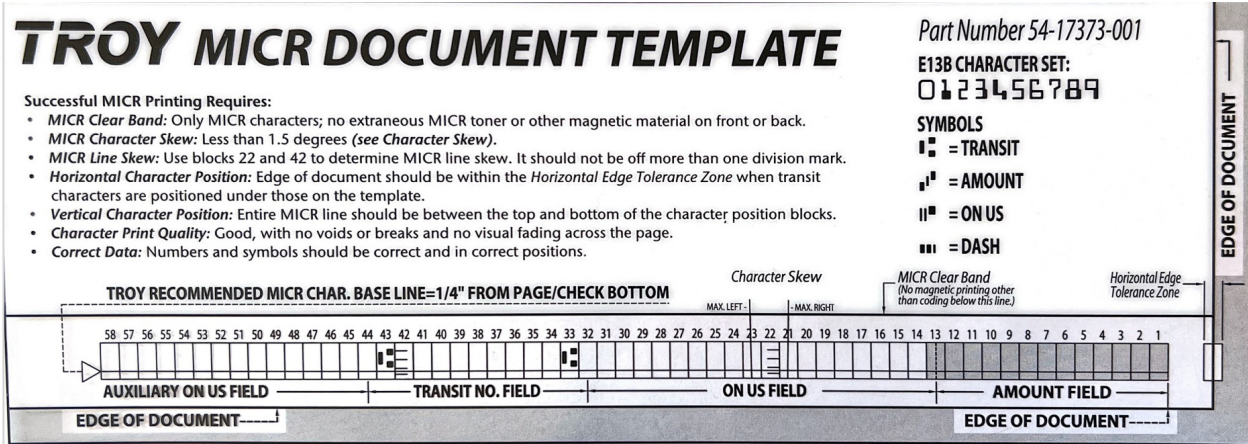 TROY MICR DOCUMENT TEMPLATE
Part Number 54-17373-001
E13B CHARACTER SET:
0123456789
SYMBOLS
⑆ = TRANSIT
⑇ = AMOUNT
⑈ = ON US
⑉ = DASH
Successful MICR Printing Requires:
• MICR Clear Band: Only MICR characters; no extraneous MICR toner or other magnetic material on front or back.
• MICR Character Skew: Less than 1.5 degrees (see Character Skew).
• MICR Line Skew: Use blocks 22 and 42 to determine MICR line skew. It should not be off more than one division mark.
• Horizontal Character Position: Edge of document should be within the Horizontal Edge Tolerance Zone when transit
characters are positioned under those on the template.
• Vertical Character Position: Entire MICR line should be between the top and bottom of the character position blocks.
• Character Print Quality: Good, with no voids or breaks and no visual fading across the page.
• Correct Data: Numbers and symbols should be correct and in correct positions.
EDGE OF DOCUMENT
TROY RECOMMENDED MICR CHAR. BASE LINE=1/4" FROM PAGE/CHECK BOTTOM
Character Skew
MAX. LEFT -
- MAX. RIGHT
MICR Clear Band
(No magnetic printing other
than coding below this line.)
Horizontal Edge
Tolerance Zone
58 57 56 55 54 53 52 51 50 49 48 47 46 45 44 43 42 41 40 39 38 37 36 35 34 33 32 31 30 29 28 27 26 25 24 23 22 21 20 19 18 17 16 15 14 13 12 11 10 9 8 7 6 5 4 3 2 1
⑆ ⑆
AUXILIARY ON US FIELD TRANSIT NO. FIELD ON US FIELD AMOUNT FIELD
EDGE OF DOCUMENT EDGE OF DOCUMENT